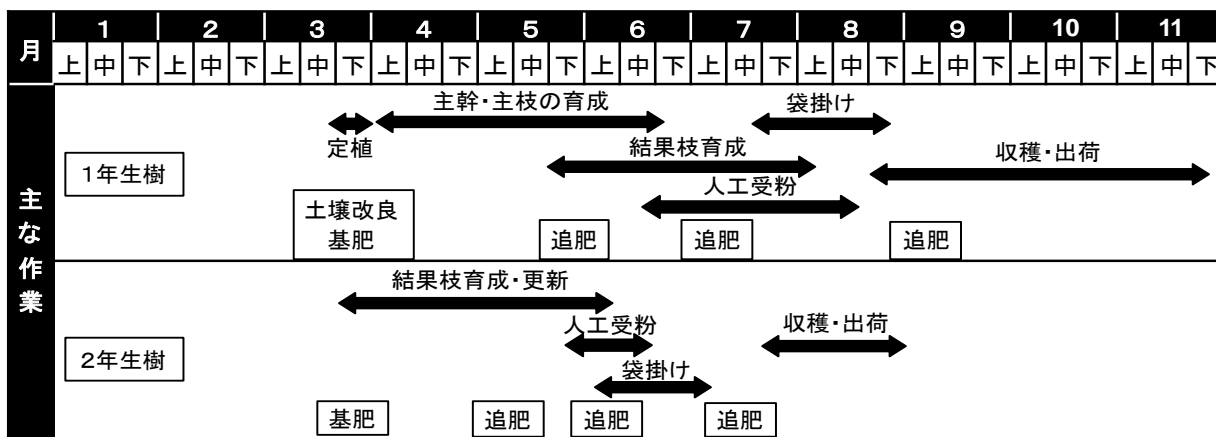 月 1 2 3 4 5 6 7 8 9 10 11
上 中 下 上 中 下 上 中 下 上 中 下 上 中 下 上 中 下 上 中 下 上 中 下 上 中 下 上 中 下 上 中 下
主な作業
1年生樹
主幹・主枝の育成
袋掛け
定植
結果枝育成
収穫・出荷
人工受粉
土壌改良
基肥
追肥 追肥 追肥
2年生樹
結果枝育成・更新
人工受粉
収穫・出荷
袋掛け
基肥 追肥 追肥 追肥